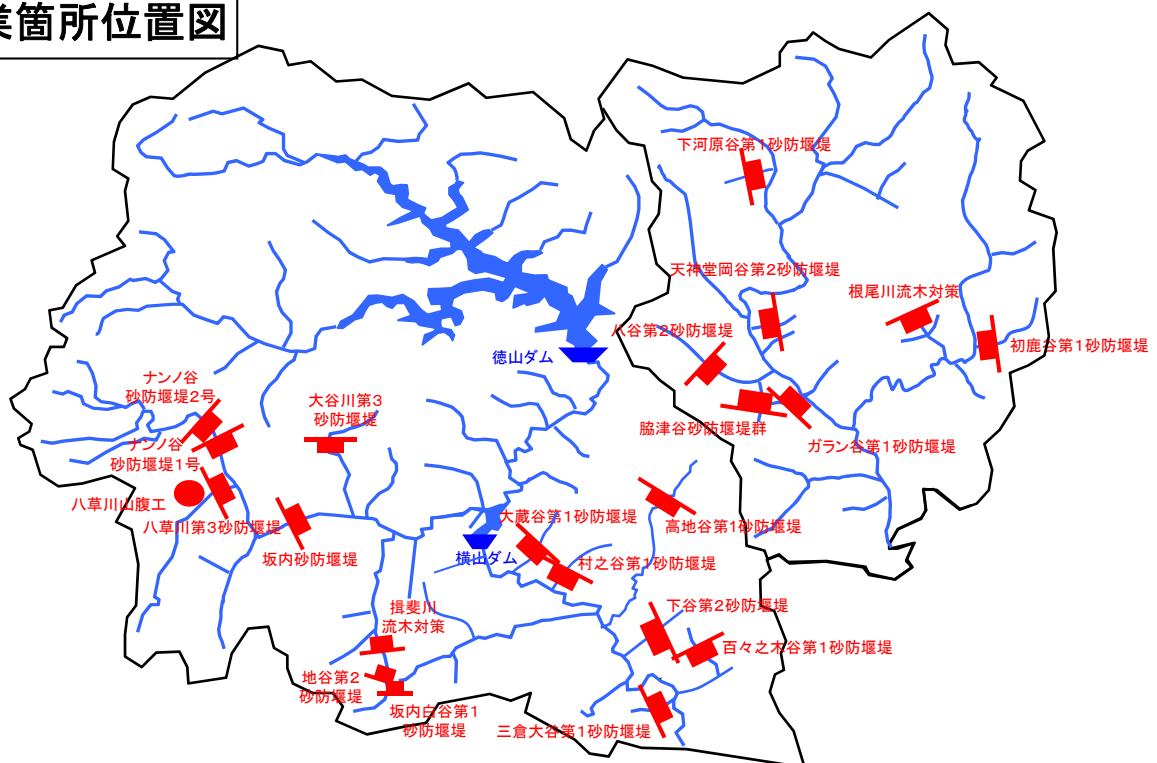 業箇所位置図
下河原谷第1砂防堰堤
天神堂岡谷第2砂防堰堤
根尾川流木対策
八谷第2砂防堰堤
初鹿谷第1砂防堰堤
徳山ダム
ナンノ谷
砂防堰堤2号
大谷川第3
砂防堰堤
脇津谷砂防堰堤群
ガラン谷第1砂防堰堤
ナンノ谷
砂防堰堤1号
八草川山腹工
八草川第3砂防堰堤
坂内砂防堰堤
大蔵谷第1砂防堰堤
高地谷第1砂防堰堤
横山ダム
村之谷第1砂防堰堤
揖斐川
流木対策
下谷第2砂防堰堤
百々之木谷第1砂防堰堤
地谷第2
砂防堰堤
坂内白谷第1
砂防堰堤
三倉大谷第1砂防堰堤